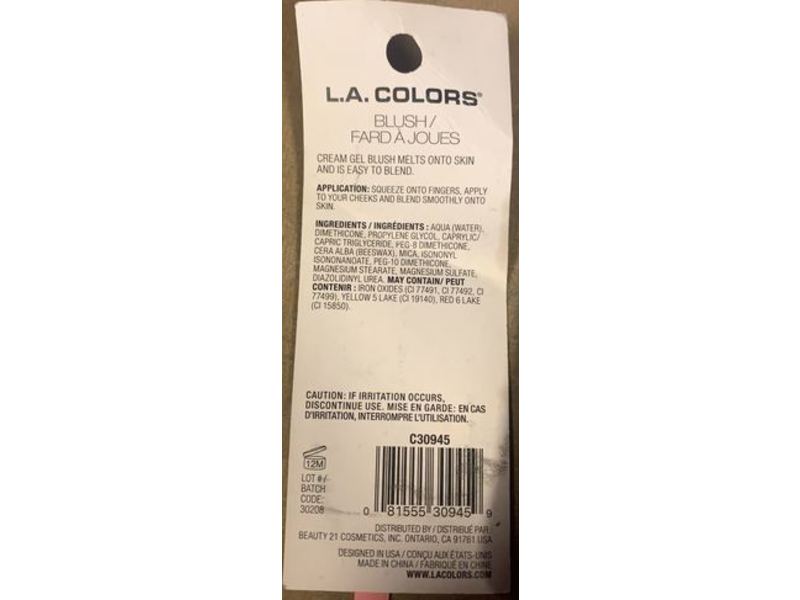 L.A. COLORS®
BLUSH/
FARD À JOUES
CREAM GEL BLUSH MELTS ONTO SKIN
AND IS EASY TO BLEND.
APPLICATION: SQUEEZE ONTO FINGERS, APPLY
TO YOUR CHEEKS AND BLEND SMOOTHLY ONTO
SKIN.
INGREDIENTS / INGRÉDIENTS : AQUA (WATER),
DIMETHICONE, PROPYLENE GLYCOL, CAPRYLIC/
CAPRIC TRIGLYCERIDE, PEG-8 DIMETHICONE,
CERA ALBA (BEESWAX), MICA, ISONONYL
ISONONANOATE, PEG-10 DIMETHICONE,
MAGNESIUM STEARATE, MAGNESIUM SULFATE,
DIAZOLIDINYL UREA. MAY CONTAIN/ PEUT
CONTENIR : IRON OXIDES (CI 77491, CI 77492, CI
77499), YELLOW 5 LAKE (CI 19140), RED 6 LAKE
(CI 15850).
CAUTION: IF IRRITATION OCCURS,
DISCONTINUE USE. MISE EN GARDE: EN CAS
D'IRRITATION, INTERROMPRE L'UTILISATION.
C30945
12M
LOT #/
BATCH
CODE:
30208
0 81555 30945 9
DISTRIBUTED BY / DISTRIBUÉ PAR:
BEAUTY 21 COSMETICS, INC. ONTARIO, CA 91761 USA
DESIGNED IN USA / CONÇU AUX ÉTATS-UNIS
MADE IN CHINA / FABRIQUÉ EN CHINE
WWW.LACOLORS.COM